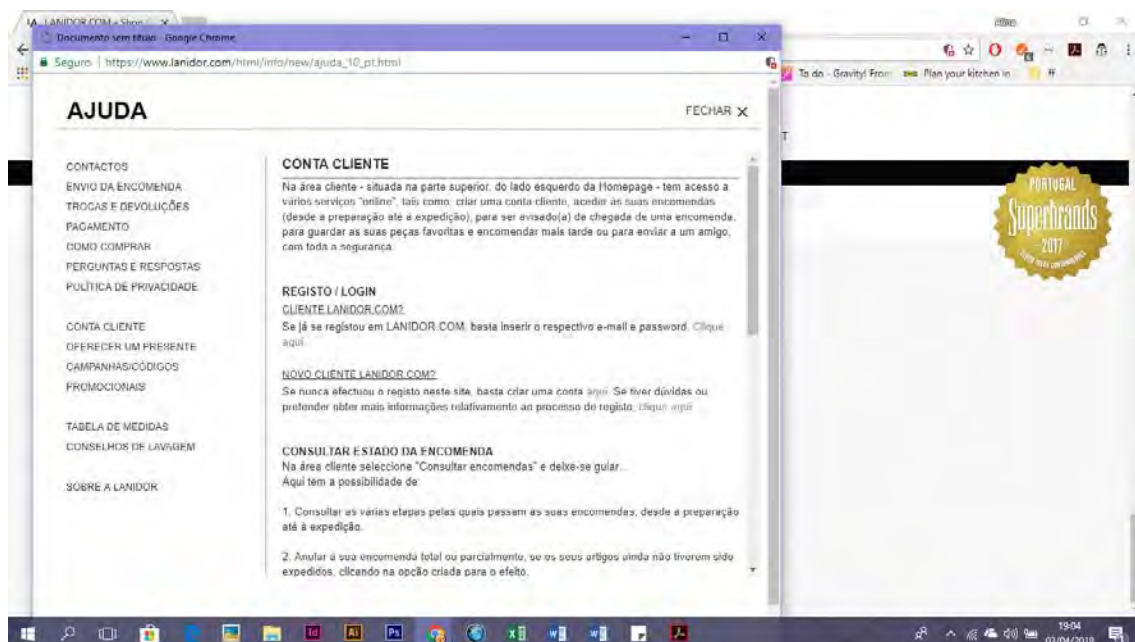 LANIDOR.COM - Shop
Documento sem título - Google Chrome
Seguro | https://www.lanidor.com/html/info/new/ajuda_10_pt.html
To do - Gravity! Fron
Plan your kitchen in
ff
T
AJUDA
FECHAR X
CONTACTOS
ENVIO DA ENCOMENDA
TROCAS E DEVOLUÇÕES
PAGAMENTO
COMO COMPRAR
PERGUNTAS E RESPOSTAS
POLÍTICA DE PRIVACIDADE
CONTA CLIENTE
OFERECER UM PRESENTE
CAMPANHAS/CÓDIGOS
PROMOCIONAIS
TABELA DE MEDIDAS
CONSELHOS DE LAVAGEM
SOBRE A LANIDOR
CONTA CLIENTE
Na área cliente - situada na parte superior, do lado esquerdo da Homepage - tem acesso a
vários serviços "online", tais como, criar uma conta cliente, aceder às suas encomendas
(desde a preparação até à expedição), para ser avisado(a) da chegada de uma encomenda,
para guardar as suas peças favoritas e encomendar mais tarde ou para enviar a um amigo,
com toda a segurança.
REGISTO / LOGIN
CLIENTE LANIDOR.COM?
Se já se registou em LANIDOR.COM, basta inserir o respectivo e-mail e password. Clique
aqui.
NOVO CLIENTE LANIDOR.COM?
Se nunca efectuou o registo neste site, basta criar uma conta aqui. Se tiver dúvidas ou
pretender obter mais informações relativamente ao processo de registo, clique aqui
CONSULTAR ESTADO DA ENCOMENDA
Na área cliente seleccione "Consultar encomendas" e deixe-se guiar...
Aqui tem a possibilidade de:
1. Consultar as várias etapas pelas quais passam as suas encomendas, desde a preparação
até à expedição.
2. Anular a sua encomenda total ou parcialmente, se os seus artigos ainda não tiverem sido
expedidos, clicando na opção criada para o efeito.
PORTUGAL
Superbrands
2017
19:04
03/04/2018